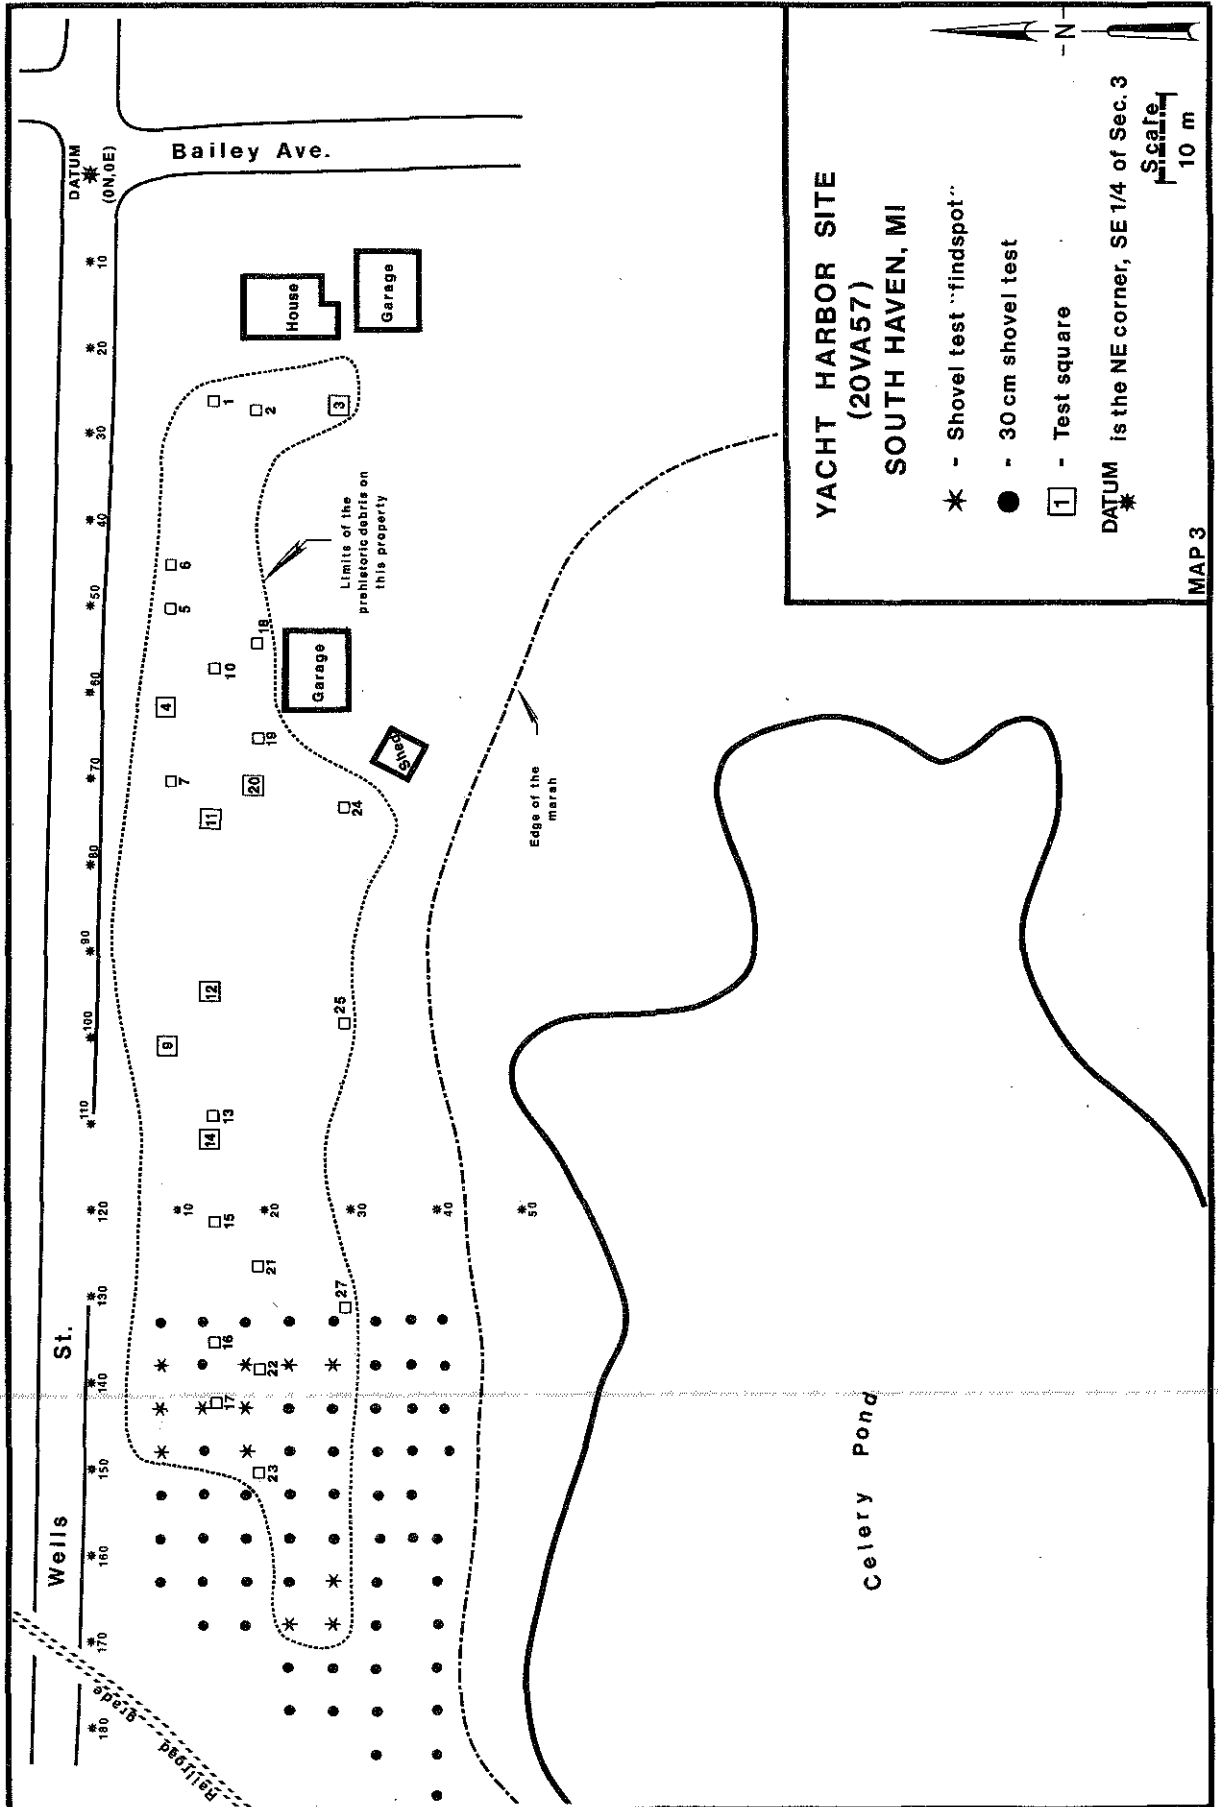 Wells St.
Bailey Ave.
DATUM
(0N,0E)
10
20
30
40
50
60
70
80
90
100
110
120
130
140
150
160
170
180
10
20
30
40
50
Railroad grade
House
Garage
Garage
Shed
1
2
3
4
5
6
7
9
10
11
12
13
14
15
16
17
18
19
20
21
22
23
24
25
27
Limits of the
prehistoric debris on
this property
Edge of the
marsh
Celery Pond
YACHT HARBOR SITE
(20VA57)
SOUTH HAVEN, MI
- Shovel test "findspot"
- 30 cm shovel test
1 - Test square
DATUM is the NE corner, SE 1/4 of Sec. 3
-N-
Scale
10 m
MAP 3